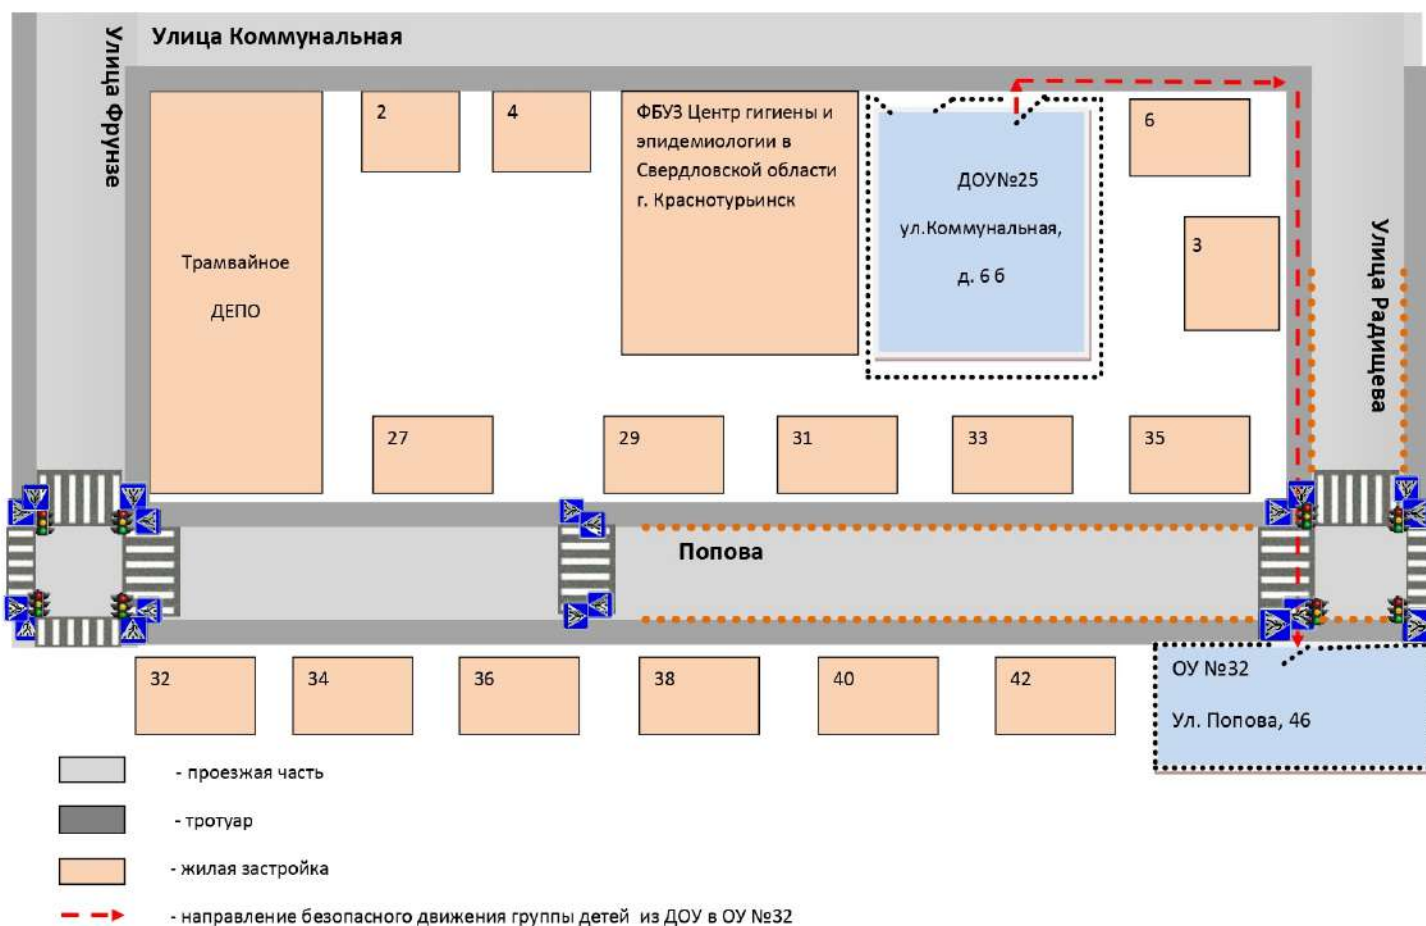 Улица Коммунальная
Улица Фрунзе
2
4
ФБУЗ Центр гигиены и
эпидемиологии в
Свердловской области
г. Краснотурьинск
ДОУ№25
ул.Коммунальная,
д. 6 б
6
3
Улица Радищева
Трамвайное
ДЕПО
27
29
31
33
35
Попова
32
34
36
38
40
42
ОУ №32
Ул. Попова, 46
- проезжая часть
- тротуар
- жилая застройка
- направление безопасного движения группы детей из ДОУ в ОУ №32